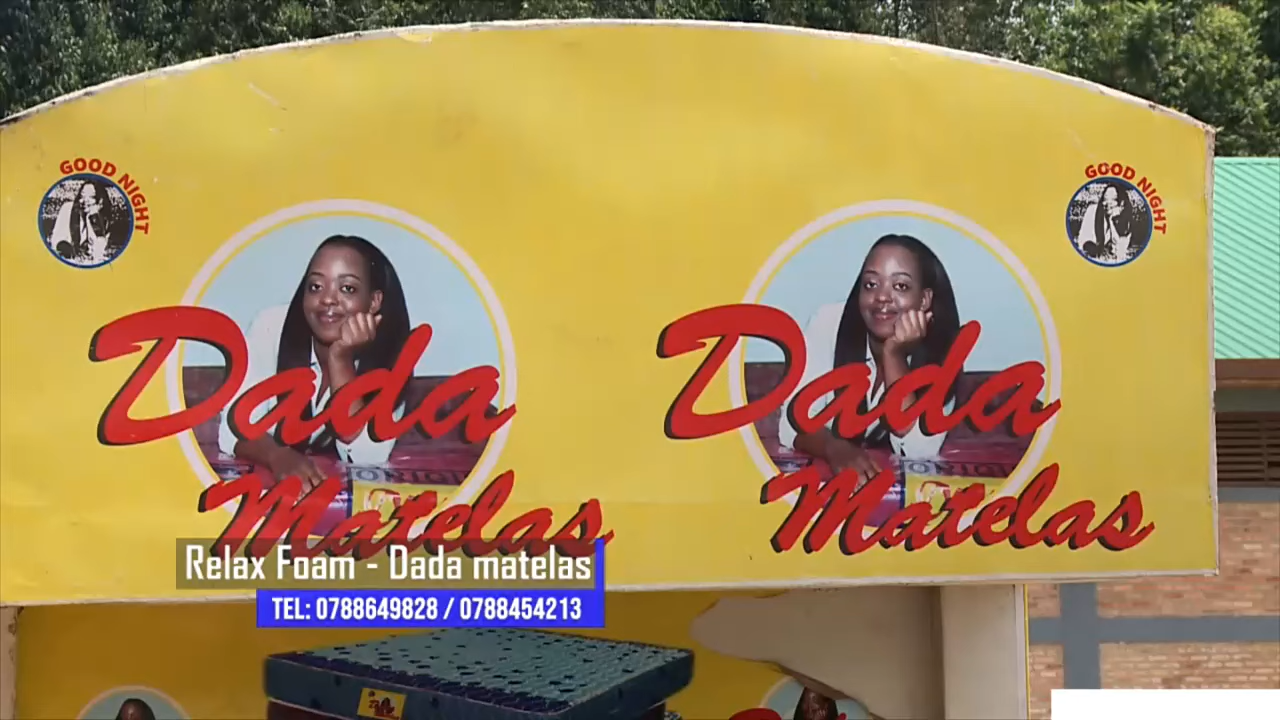 GOOD NIGHT
GOOD NIGHT
Dada
Matelas
Dada
Matelas
Relax Foam - Dada matelas
TEL: 0788649828 / 0788454213